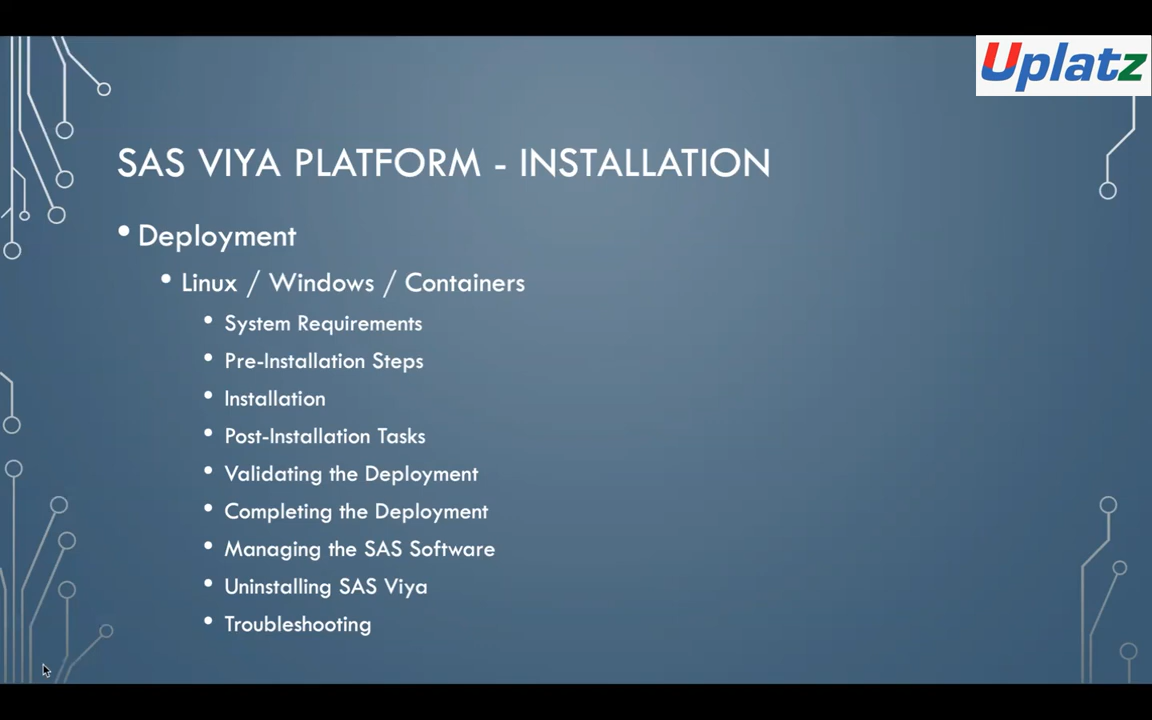 Uplatz
SAS VIYA PLATFORM - INSTALLATION
• Deployment
• Linux / Windows / Containers
• System Requirements
• Pre-Installation Steps
• Installation
• Post-Installation Tasks
• Validating the Deployment
• Completing the Deployment
• Managing the SAS Software
• Uninstalling SAS Viya
• Troubleshooting